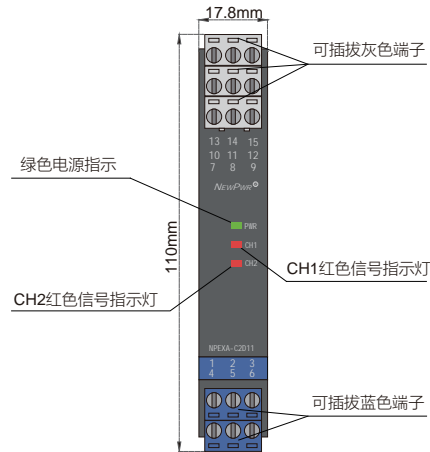 17.8mm
可插拔灰色端子
13 14 15
10 11 12
7 8 9
绿色电源指示
NEWPWR®
PWR
110mm
CH1
CH1红色信号指示灯
CH2
CH2红色信号指示灯
NPEXA-C2D11
1 2 3
4 5 6
可插拔蓝色端子